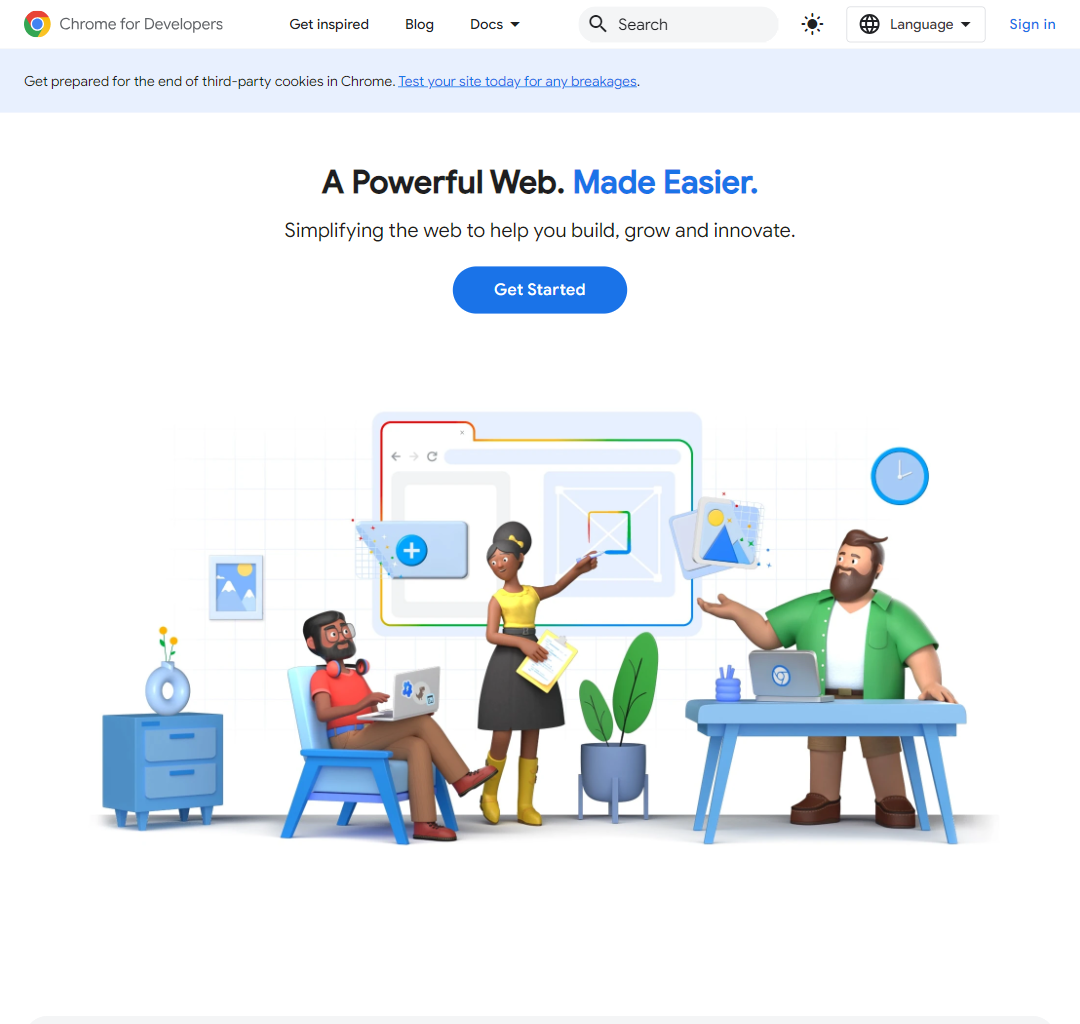 Chrome for Developers
Get inspired
Blog
Docs
Search
Language
Sign in
Get prepared for the end of third-party cookies in Chrome. Test your site today for any breakages.
A Powerful Web. Made Easier.
Simplifying the web to help you build, grow and innovate.
Get Started